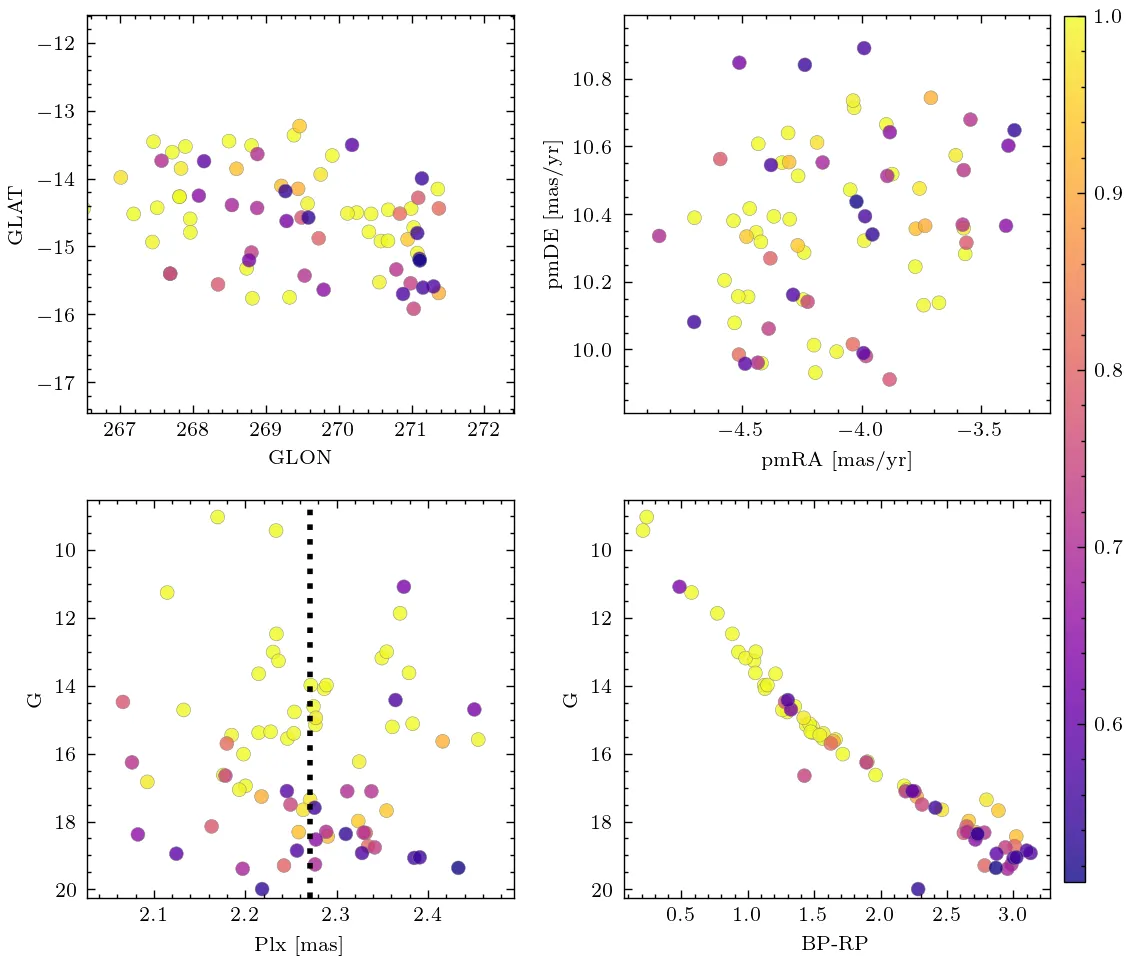 −12
−13
−14
−15
−16
−17
GLAT
267 268 269 270 271 272
GLON
10.8
10.6
10.4
10.2
10.0
pmDE [mas/yr]
−4.5 −4.0 −3.5
pmRA [mas/yr]
1.0
0.9
0.8
0.7
0.6
10
12
14
16
18
20
G
2.1 2.2 2.3 2.4
Plx [mas]
10
12
14
16
18
20
G
0.5 1.0 1.5 2.0 2.5 3.0
BP-RP